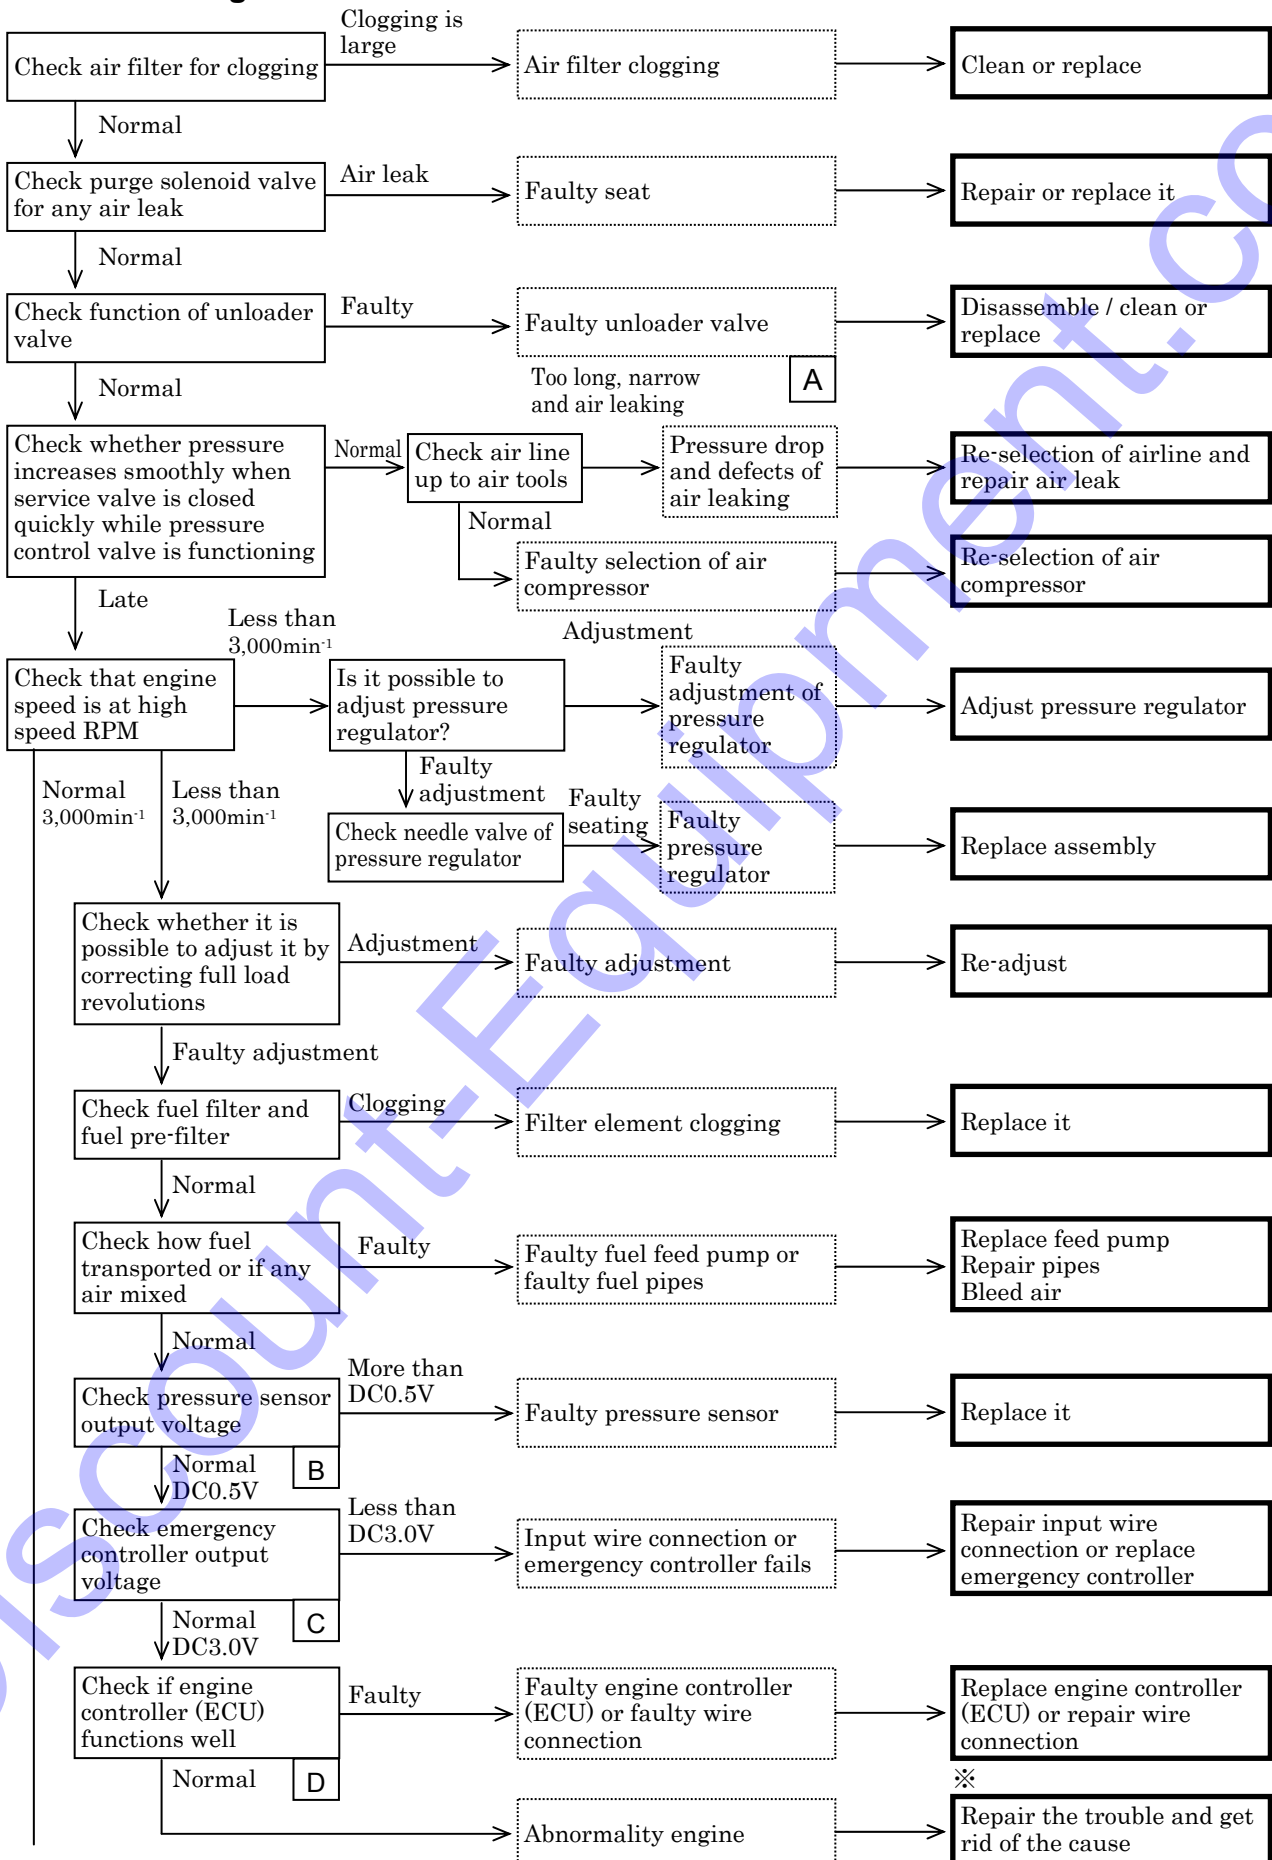 Clogging is
large
Check air filter for clogging
Air filter clogging
Clean or replace
Normal
Check purge solenoid valve
for any air leak
Air leak
Faulty seat
Repair or replace it
Normal
Check function of unloader
valve
Faulty
Faulty unloader valve
Disassemble / clean or
replace
A
Normal
Too long, narrow
and air leaking
Check whether pressure
increases smoothly when
service valve is closed
quickly while pressure
control valve is functioning
Normal
Check air line
up to air tools
Pressure drop
and defects of
air leaking
Re-selection of airline and
repair air leak
Normal
Faulty selection of air
compressor
Re-selection of air
compressor
Late
Less than
3,000min-1
Adjustment
Check that engine
speed is at high
speed RPM
Is it possible to
adjust pressure
regulator?
Faulty
adjustment of
pressure
regulator
Adjust pressure regulator
Normal
3,000min-1
Less than
3,000min-1
Faulty
adjustment
Check needle valve of
pressure regulator
Faulty
seating
Faulty
pressure
regulator
Replace assembly
Check whether it is
possible to adjust it by
correcting full load
revolutions
Adjustment
Faulty adjustment
Re-adjust
Faulty adjustment
Check fuel filter and
fuel pre-filter
Clogging
Filter element clogging
Replace it
Normal
Check how fuel
transported or if any
air mixed
Faulty
Faulty fuel feed pump or
faulty fuel pipes
Replace feed pump
Repair pipes
Bleed air
Normal
Check pressure sensor
output voltage
More than
DC0.5V
Faulty pressure sensor
Replace it
B
Normal
DC0.5V
Check emergency
controller output
voltage
Less than
DC3.0V
Input wire connection or
emergency controller fails
Repair input wire
connection or replace
emergency controller
C
Normal
DC3.0V
Check if engine
controller (ECU)
functions well
Faulty
Faulty engine controller
(ECU) or faulty wire
connection
Replace engine controller
(ECU) or repair wire
connection
D
Normal
※
Abnormality engine
Repair the trouble and get
rid of the cause
Discount-Equipment.co